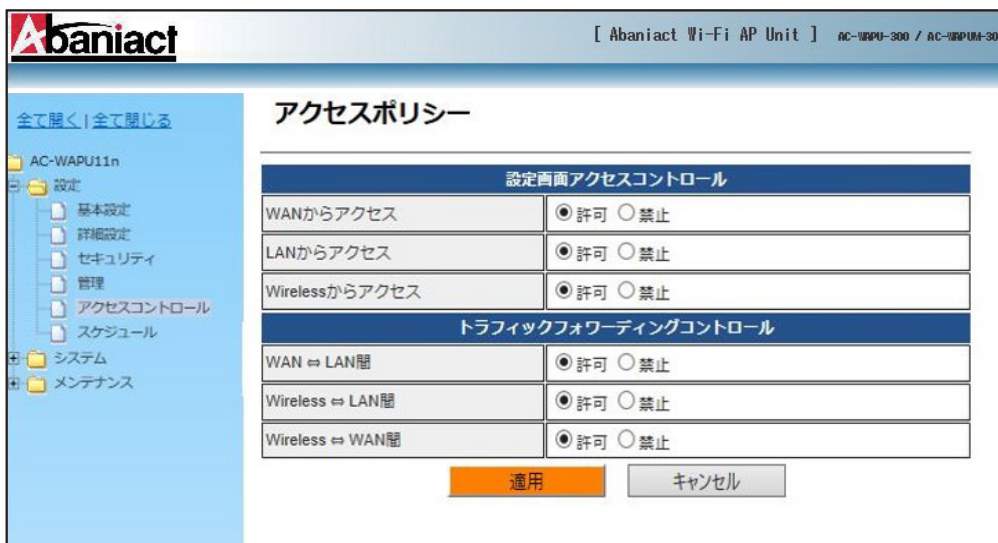 Abaniact
[ Abaniact Wi-Fi AP Unit ] AC-WAPU-300 / AC-WAPUM-30
全て開く | 全て閉じる
AC-WAPU11n
設定
基本設定
詳細設定
セキュリティ
管理
アクセスコントロール
スケジュール
システム
メンテナンス
アクセスポリシー
設定画面アクセスコントロール
WANからアクセス 許可 禁止
LANからアクセス 許可 禁止
Wirelessからアクセス 許可 禁止
トラフィックフォワーディングコントロール
WAN ⇔ LAN間 許可 禁止
Wireless ⇔ LAN間 許可 禁止
Wireless ⇔ WAN間 許可 禁止
適用 キャンセル